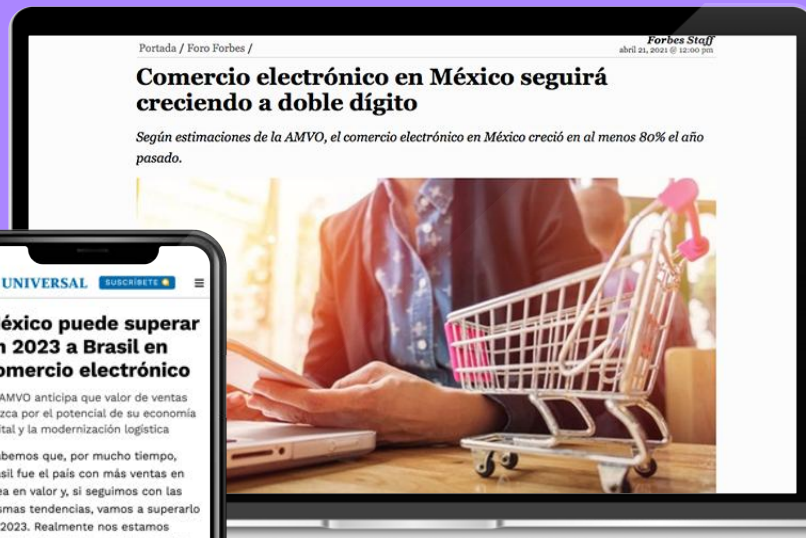 Portada / Foro Forbes /
Forbes Staff
abril 21, 2021 @ 12:00 pm
Comercio electrónico en México seguirá
creciendo a doble dígito
Según estimaciones de la AMVO, el comercio electrónico en México creció en al menos 80% el año
pasado.
UNIVERSAL SUSCRÍBETE
éxico puede superar
n 2023 a Brasil en
omercio electrónico
AMVO anticipa que valor de ventas
zca por el potencial de su economía
ital y la modernización logística
bemos que, por mucho tiempo,
sil fue el país con más ventas en
ea en valor y, si seguimos con las
smas tendencias, vamos a superarlo
2023. Realmente nos estamos